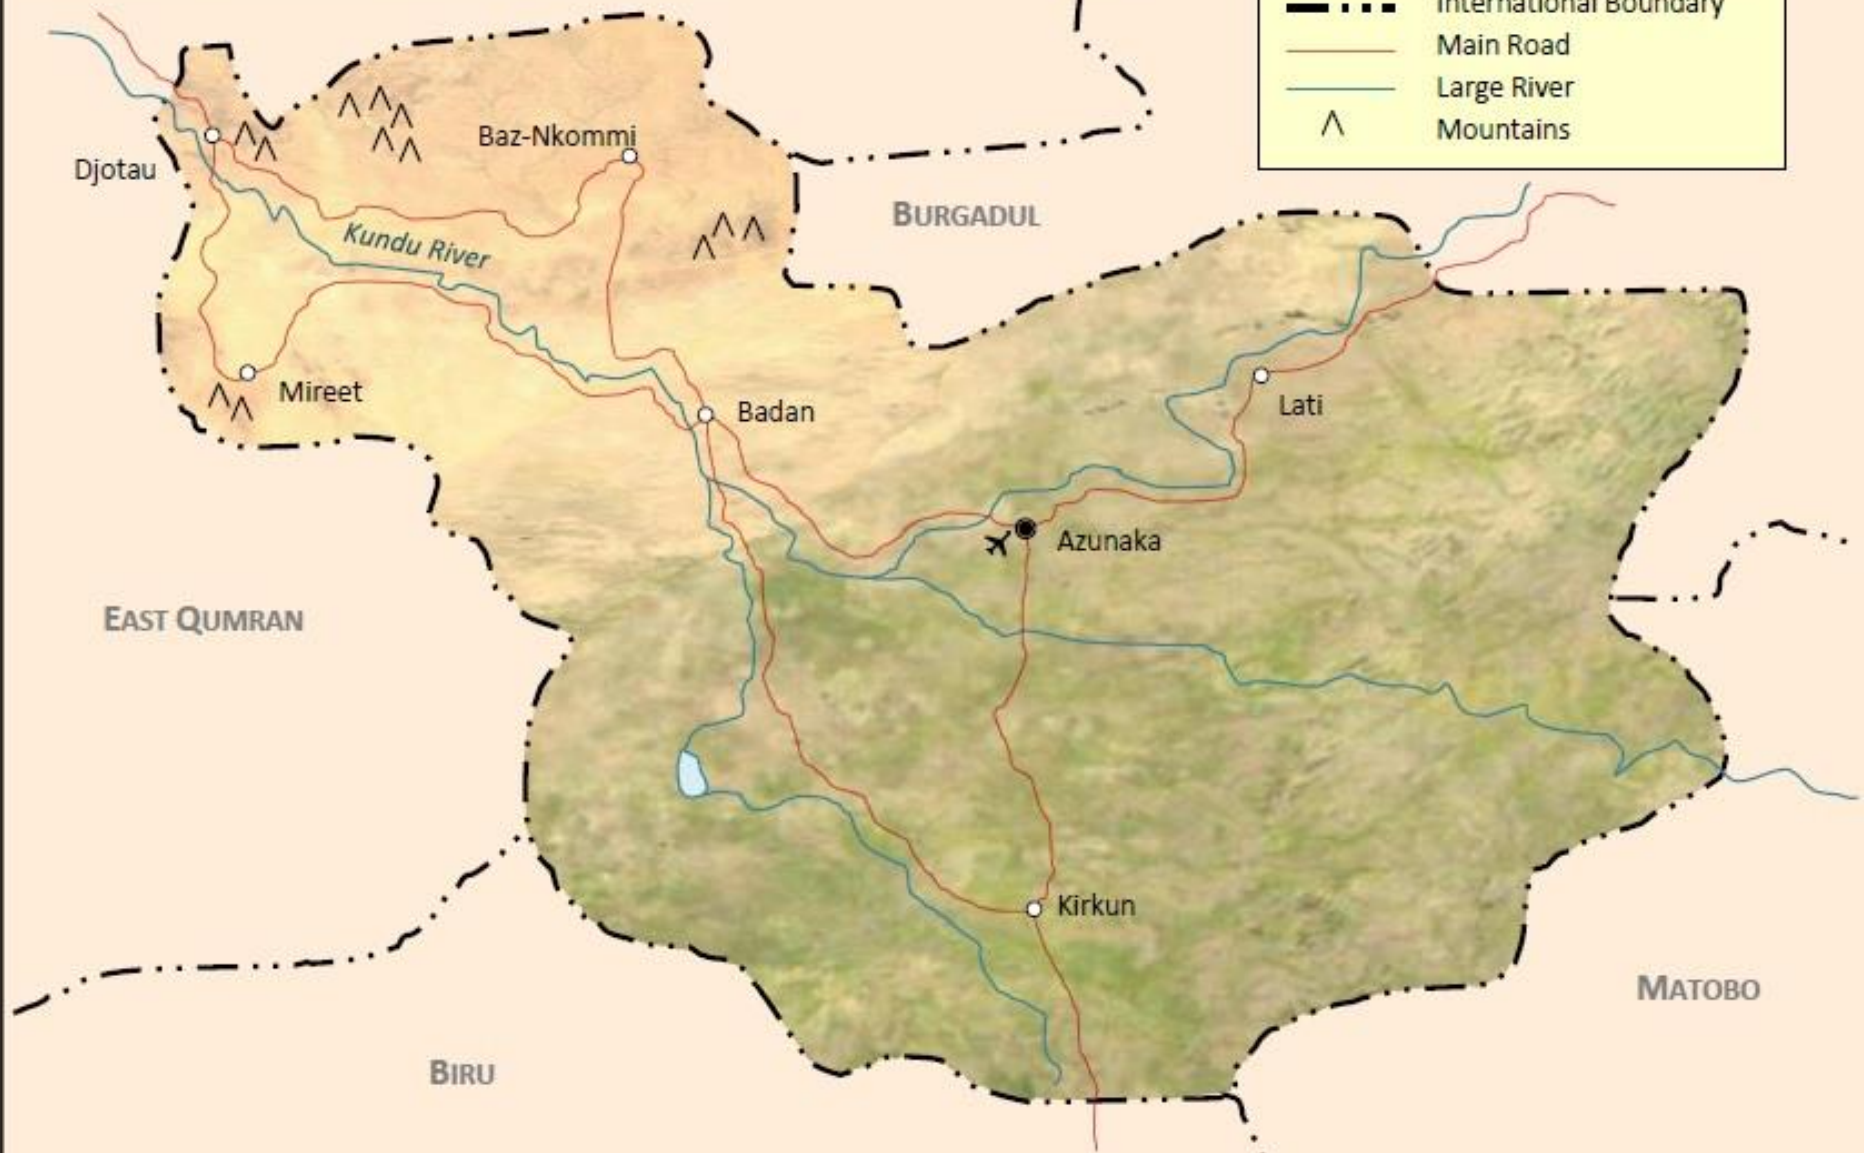 International Boundary
Main Road
Large River
Mountains
Baz-Nkommi
Djotau
BURGADUL
Kundu River
Mireet
Badan
Lati
Azunaka
EAST QUMRAN
Kirkun
MATOBO
BIRU